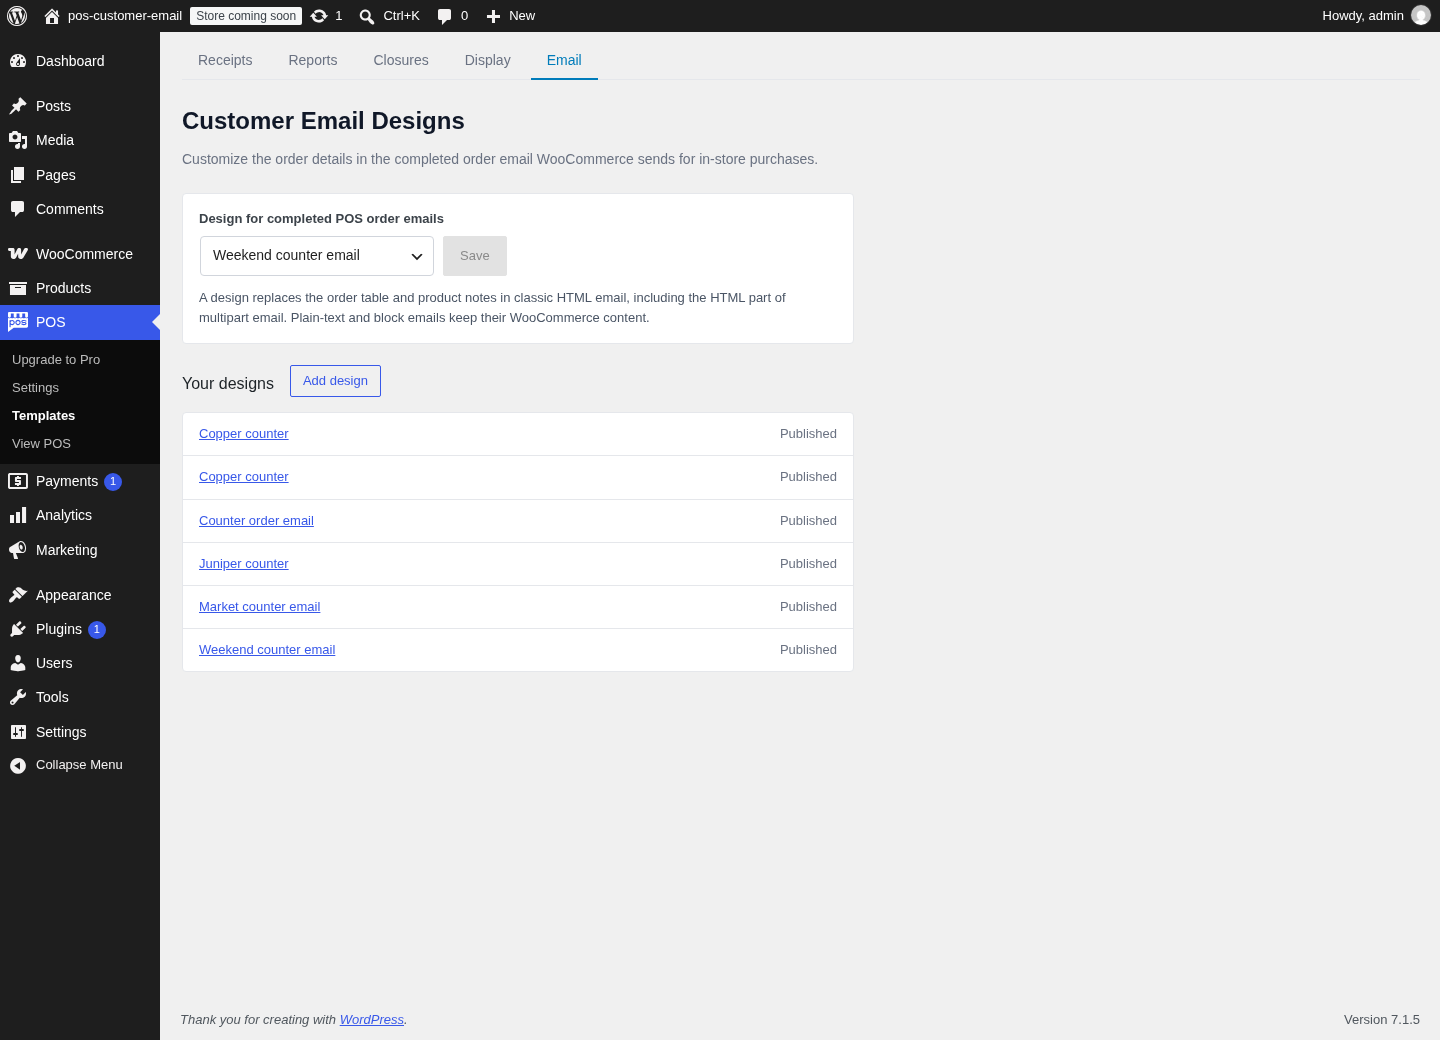 pos-customer-email
Store coming soon
1
Ctrl+K
0
New
Howdy, admin
Dashboard
Posts
Media
Pages
Comments
WooCommerce
Products
POS
POS
Upgrade to Pro
Settings
Templates
View POS
Payments 1
Analytics
Marketing
Appearance
Plugins 1
Users
Tools
Settings
Collapse Menu
Receipts
Reports
Closures
Display
Email
Customer Email Designs
Customize the order details in the completed order email WooCommerce sends for in-store purchases.
Design for completed POS order emails
Weekend counter email
Save
A design replaces the order table and product notes in classic HTML email, including the HTML part of
multipart email. Plain-text and block emails keep their WooCommerce content.
Your designs
Add design
Copper counter Published
Copper counter Published
Counter order email Published
Juniper counter Published
Market counter email Published
Weekend counter email Published
Thank you for creating with WordPress.
Version 7.1.5